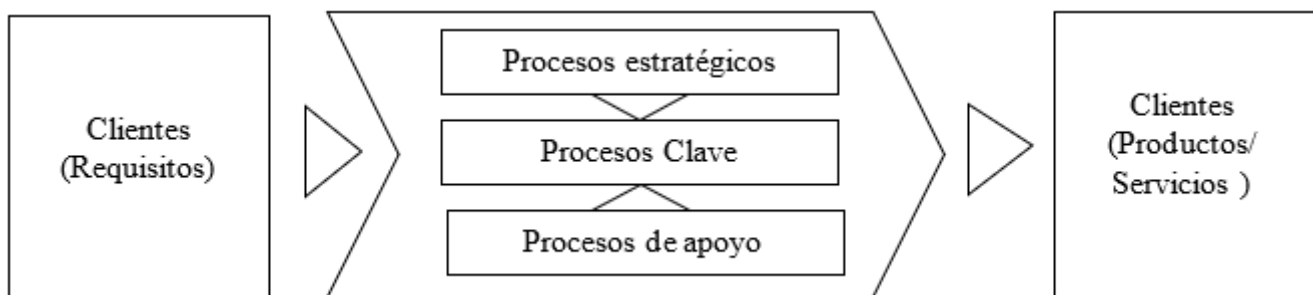 Clientes
(Requisitos)
Procesos estratégicos
Procesos Clave
Procesos de apoyo
Clientes
(Productos/
Servicios )